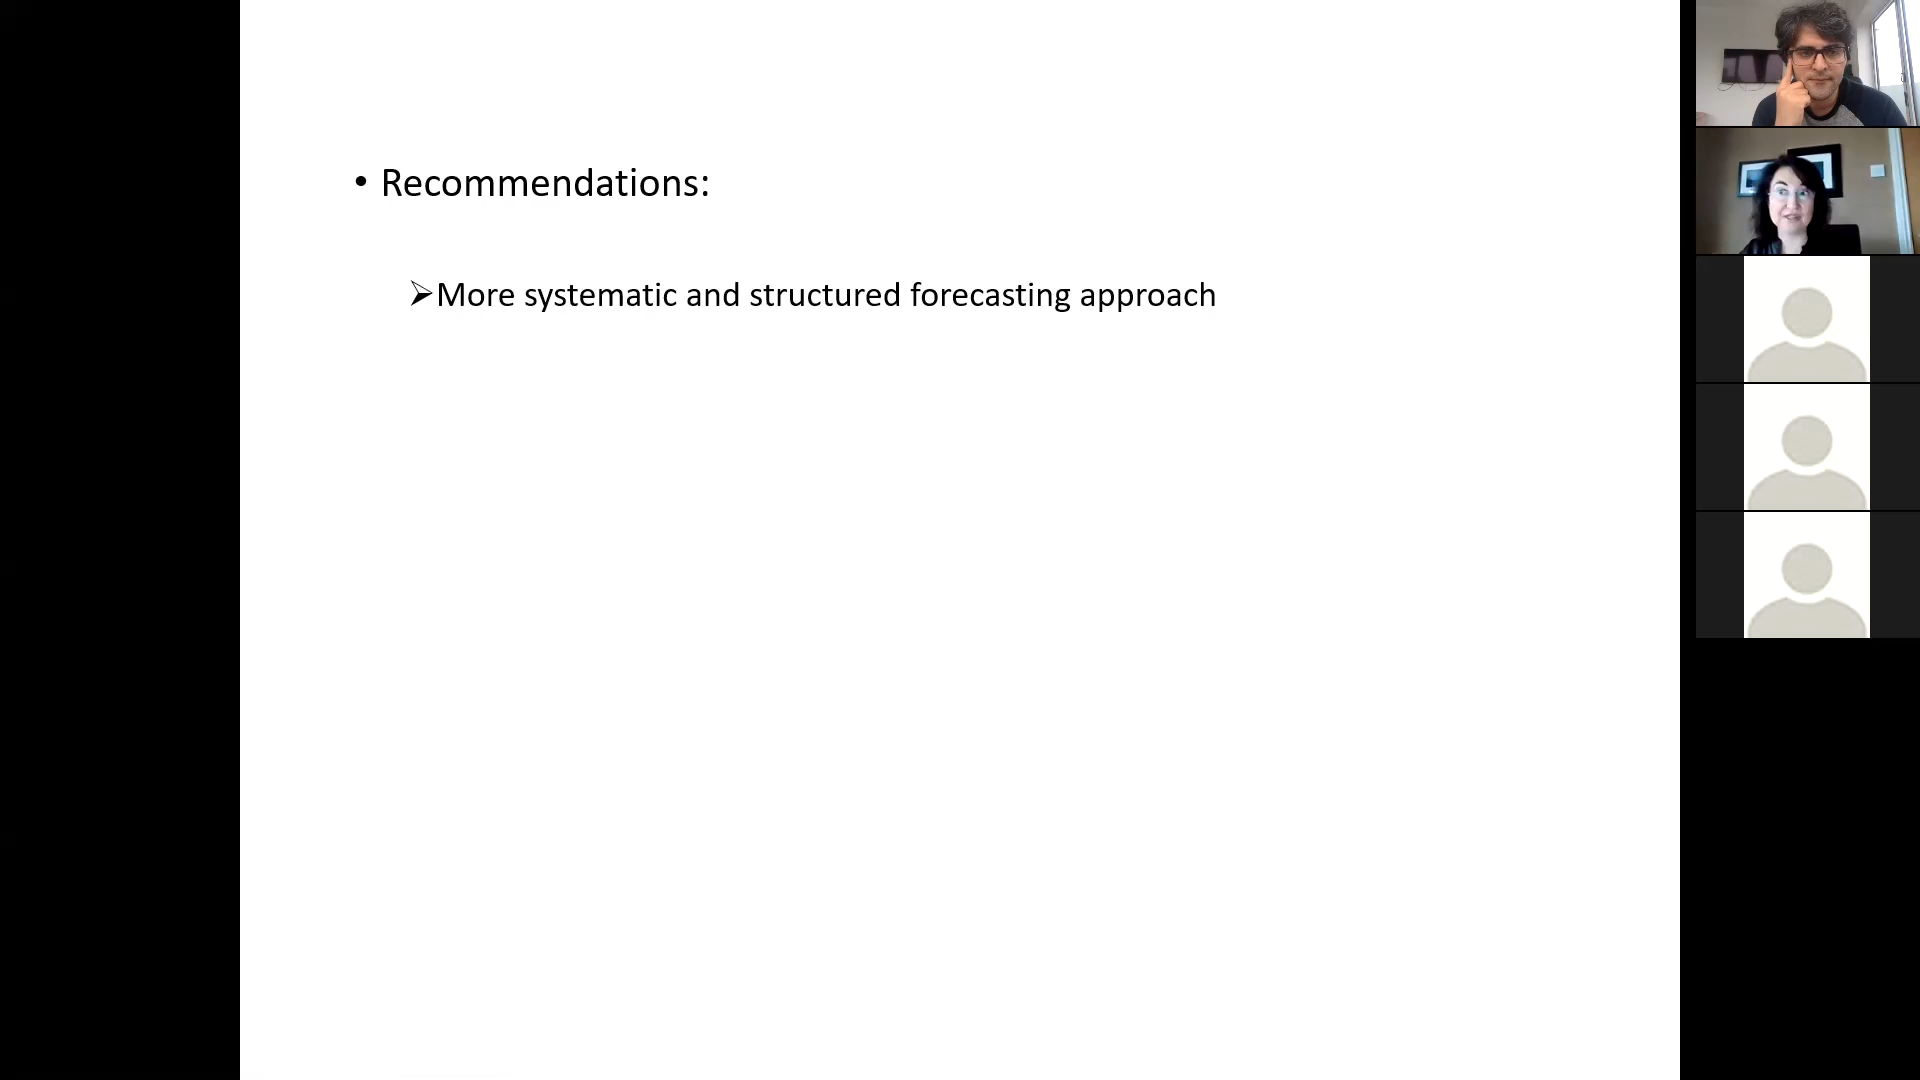 • Recommendations:
➢More systematic and structured forecasting approach